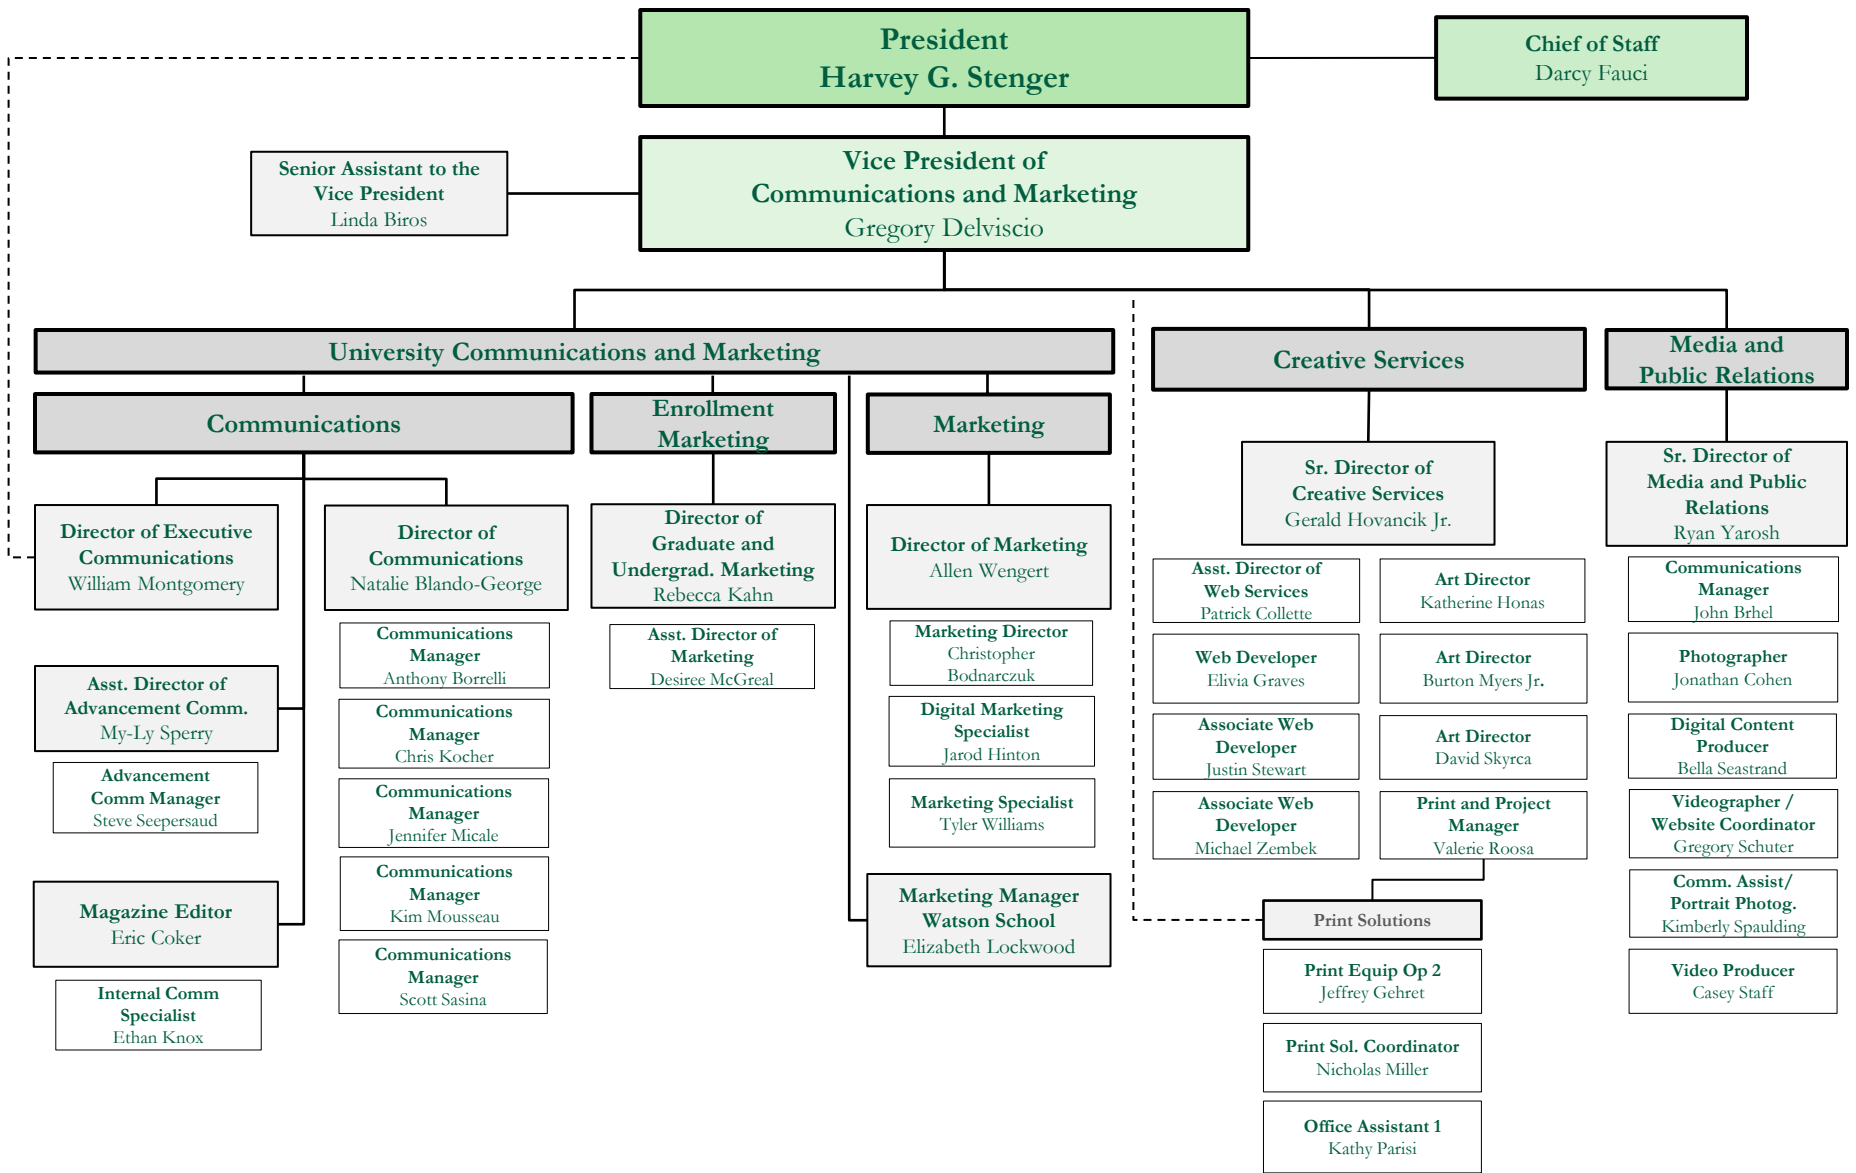 President
Harvey G. Stenger
Chief of Staff
Darcy Fauci
Senior Assistant to the
Vice President
Linda Biros
Vice President of
Communications and Marketing
Gregory Delviscio
University Communications and Marketing
Creative Services
Media and
Public Relations
Communications
Enrollment
Marketing
Marketing
Director of Executive
Communications
William Montgomery
Asst. Director of
Advancement Comm.
My-Ly Sperry
Advancement
Comm Manager
Steve Seepersaud
Magazine Editor
Eric Coker
Internal Comm
Specialist
Ethan Knox
Director of
Communications
Natalie Blando-George
Communications
Manager
Anthony Borrelli
Communications
Manager
Chris Kocher
Communications
Manager
Jennifer Micale
Communications
Manager
Kim Mousseau
Communications
Manager
Scott Sasina
Director of
Graduate and
Undergrad. Marketing
Rebecca Kahn
Asst. Director of
Marketing
Desiree McGreal
Director of Marketing
Allen Wengert
Marketing Director
Christopher
Bodnarczuk
Digital Marketing
Specialist
Jarod Hinton
Marketing Specialist
Tyler Williams
Marketing Manager
Watson School
Elizabeth Lockwood
Sr. Director of
Creative Services
Gerald Hovancik Jr.
Asst. Director of
Web Services
Patrick Collette
Web Developer
Elivia Graves
Associate Web
Developer
Justin Stewart
Associate Web
Developer
Michael Zembek
Art Director
Katherine Honas
Art Director
Burton Myers Jr.
Art Director
David Skyrca
Print and Project
Manager
Valerie Roosa
Print Solutions
Print Equip Op 2
Jeffrey Gehret
Print Sol. Coordinator
Nicholas Miller
Office Assistant 1
Kathy Parisi
Sr. Director of
Media and Public
Relations
Ryan Yarosh
Communications
Manager
John Brhel
Photographer
Jonathan Cohen
Digital Content
Producer
Bella Seastrand
Videographer /
Website Coordinator
Gregory Schuter
Comm. Assist/
Portrait Photog.
Kimberly Spaulding
Video Producer
Casey Staff